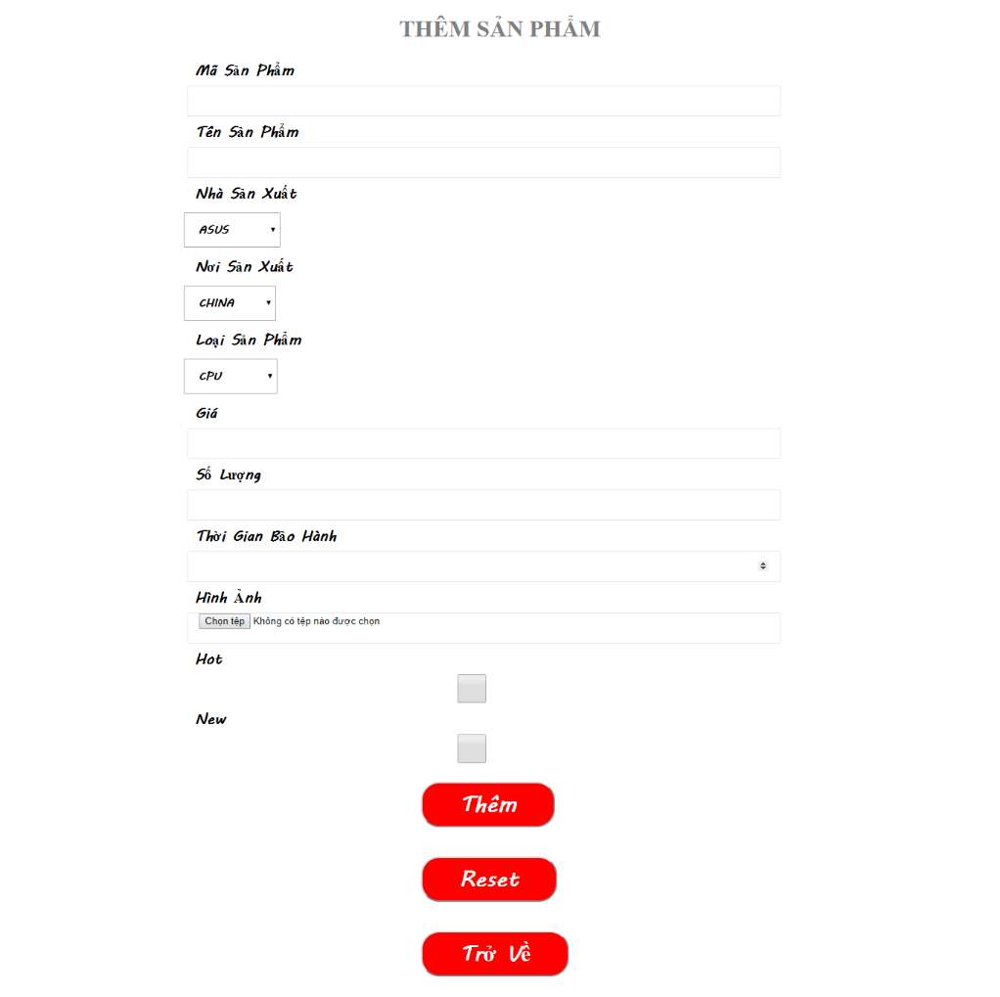 THÊM SẢN PHẨM
Mã Sản Phẩm
Tên Sản Phẩm
Nhà Sản Xuất
ASUS
Nơi Sản Xuất
CHINA
Loại Sản Phẩm
CPU
Giá
Số Lượng
Thời Gian Bảo Hành
Hình Ảnh
Chọn tệp Không có tệp nào được chọn
Hot
New
Thêm
Reset
Trở Về